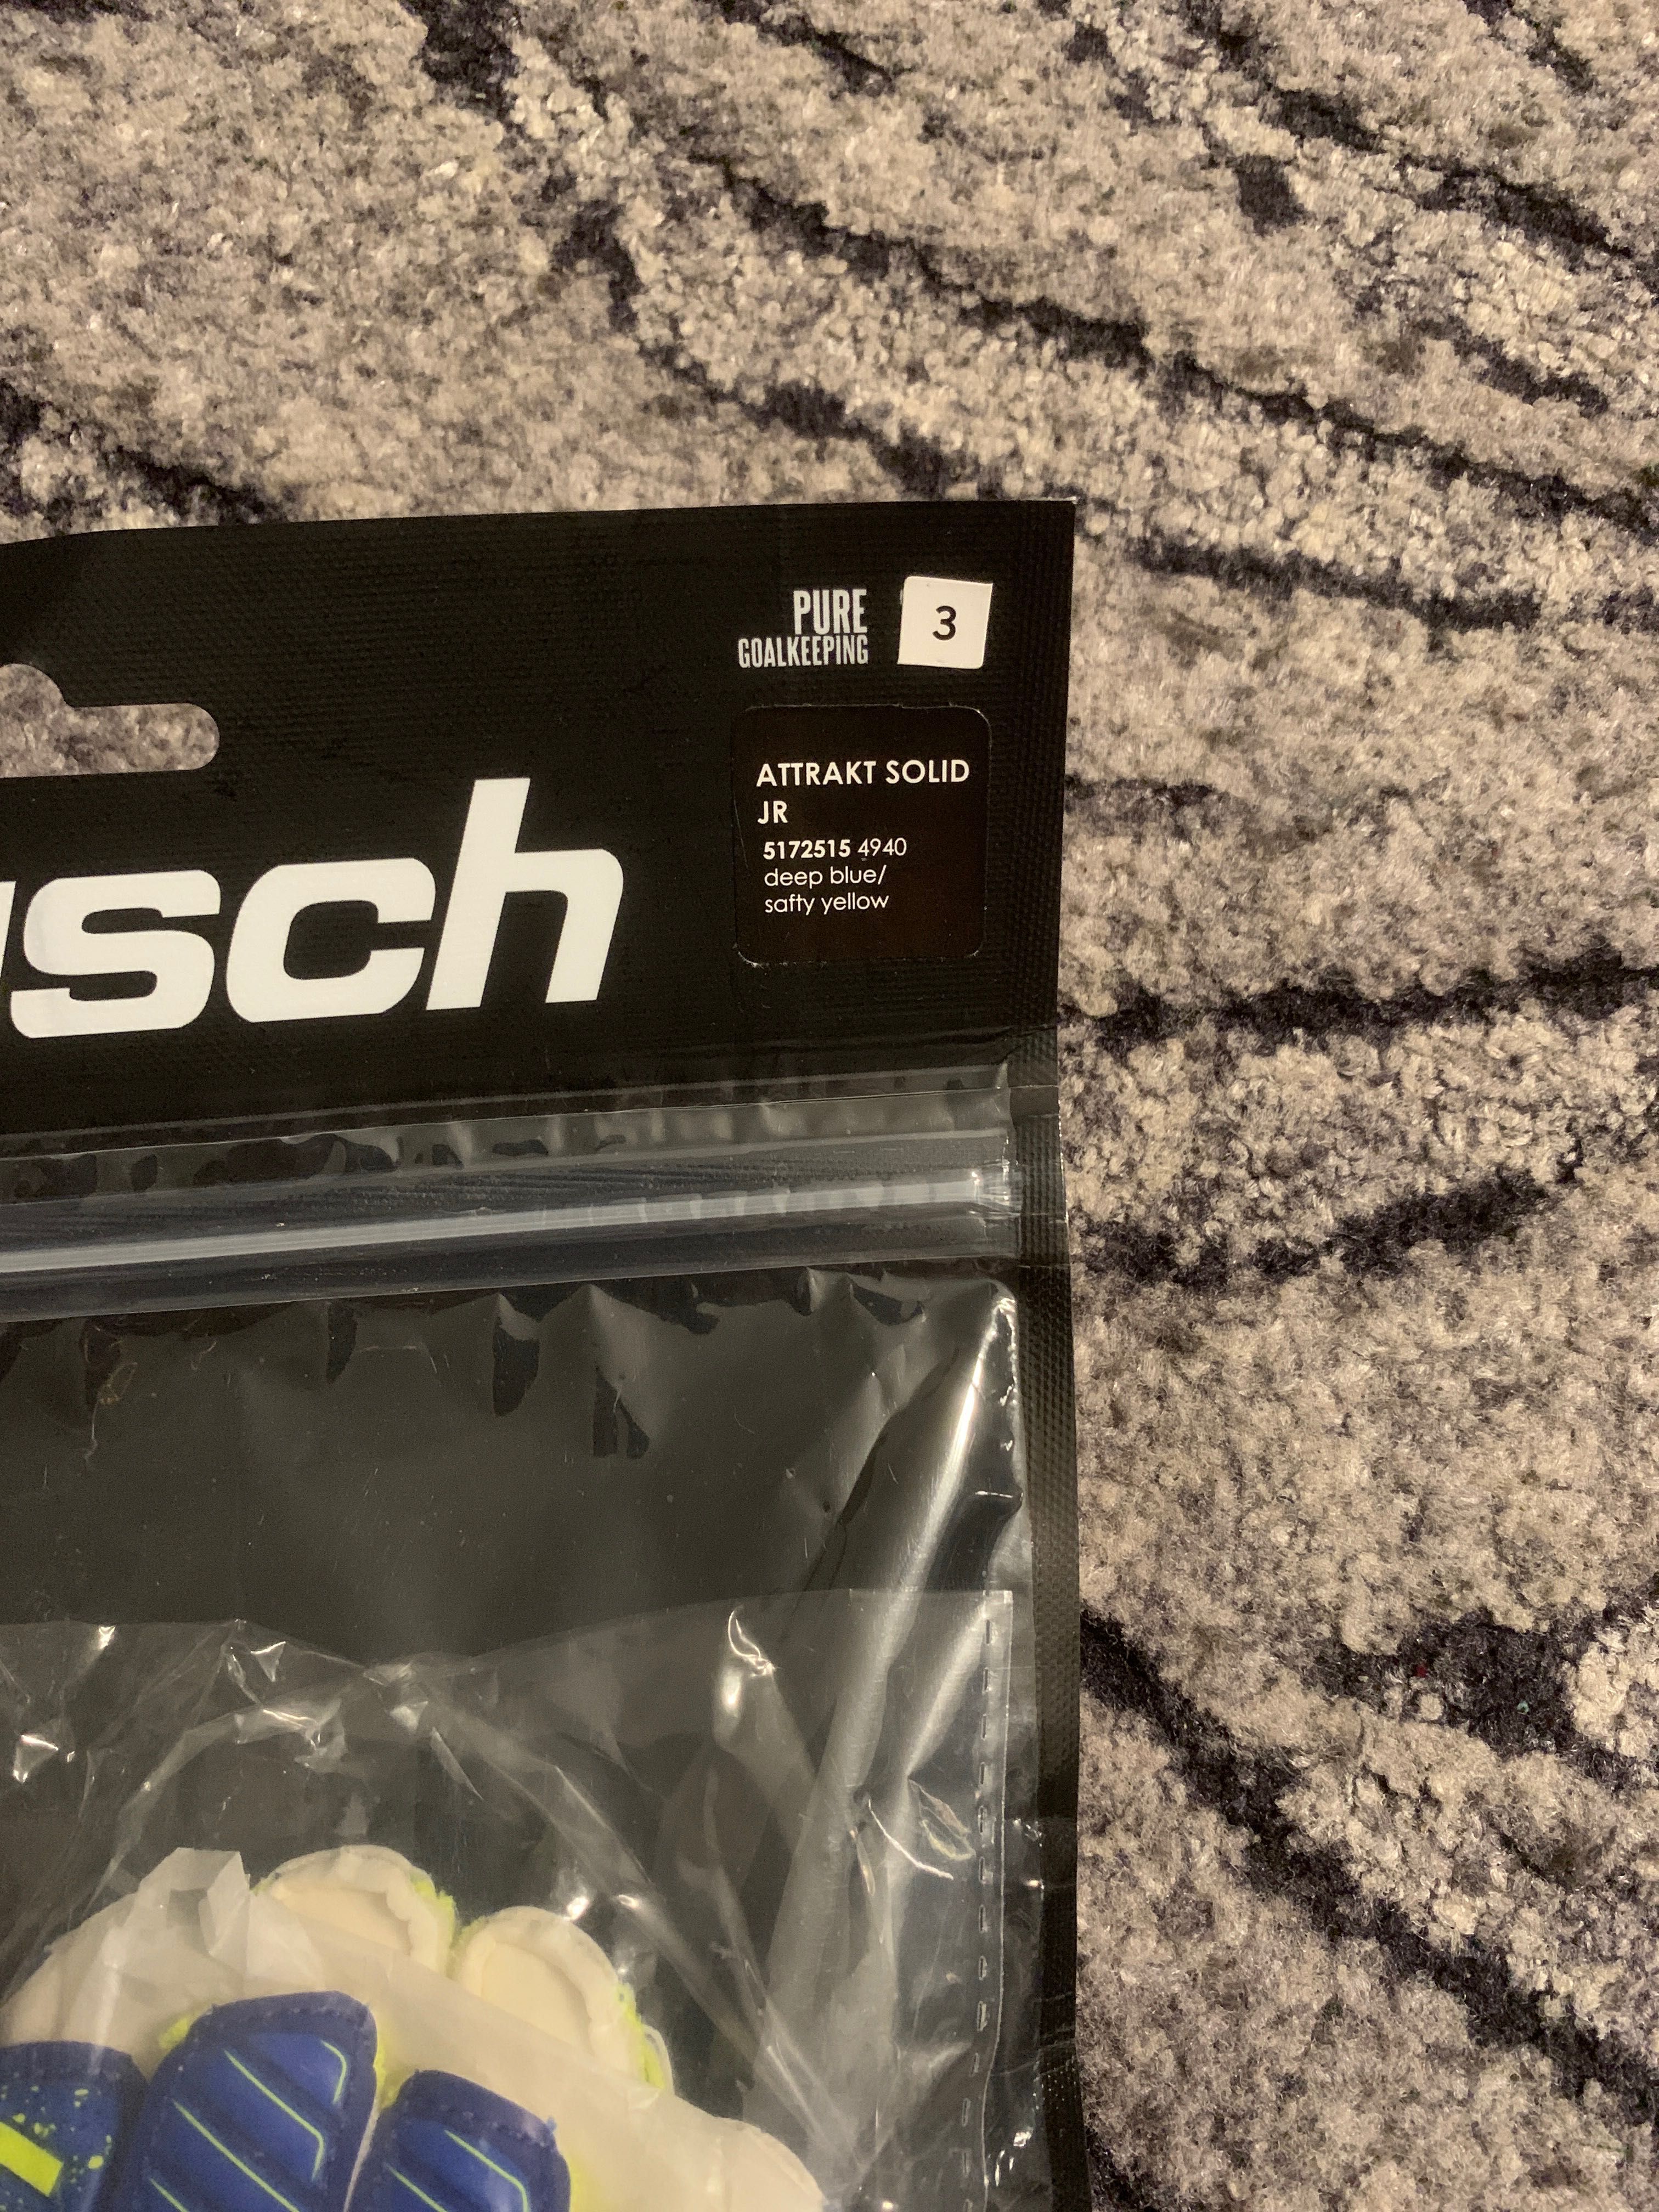 PURE
GOALKEEPING
3
ATTRAKT SOLID
JR
5172515 4940
deep blue/
safty yellow
usch